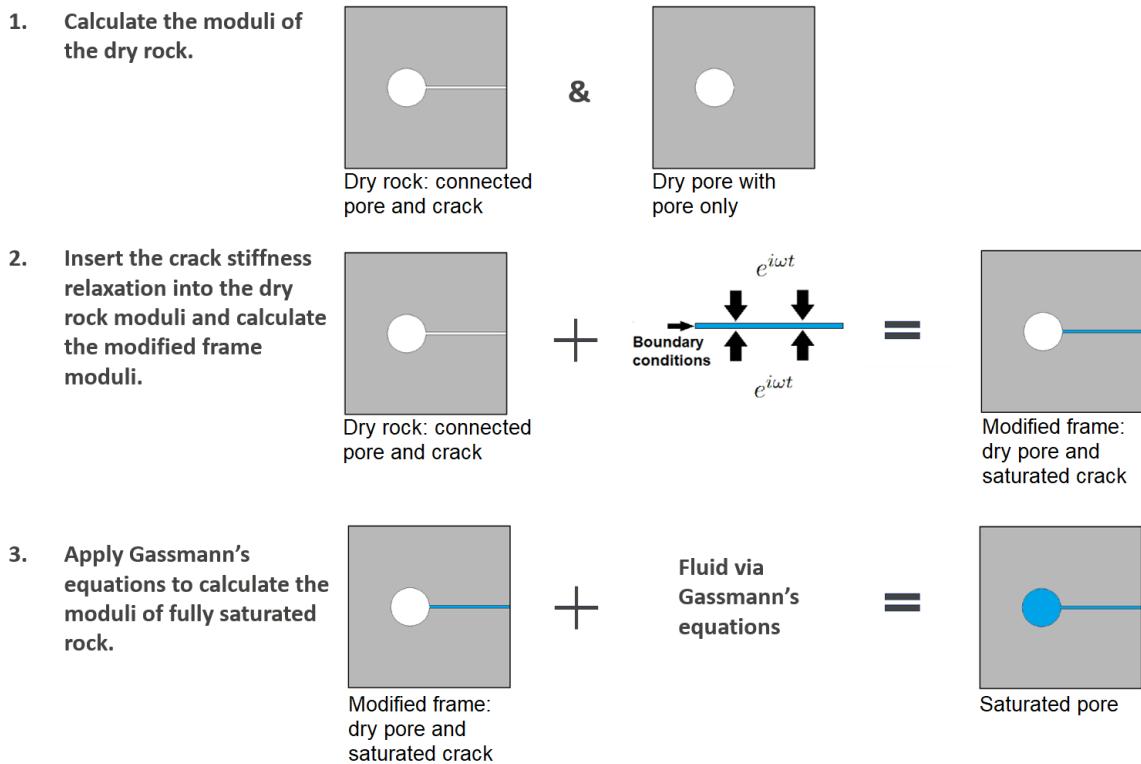 1. Calculate the moduli of
the dry rock.
&
Dry rock: connected
pore and crack
Dry pore with
pore only
2. Insert the crack stiffness
relaxation into the dry
rock moduli and calculate
the modified frame
moduli.
Dry rock: connected
pore and crack
+
e^{iωt}
Boundary
conditions
e^{iωt}
=
Modified frame:
dry pore and
saturated crack
3. Apply Gassmann’s
equations to calculate the
moduli of fully saturated
rock.
Modified frame:
dry pore and
saturated crack
+
Fluid via
Gassmann’s
equations
=
Saturated pore